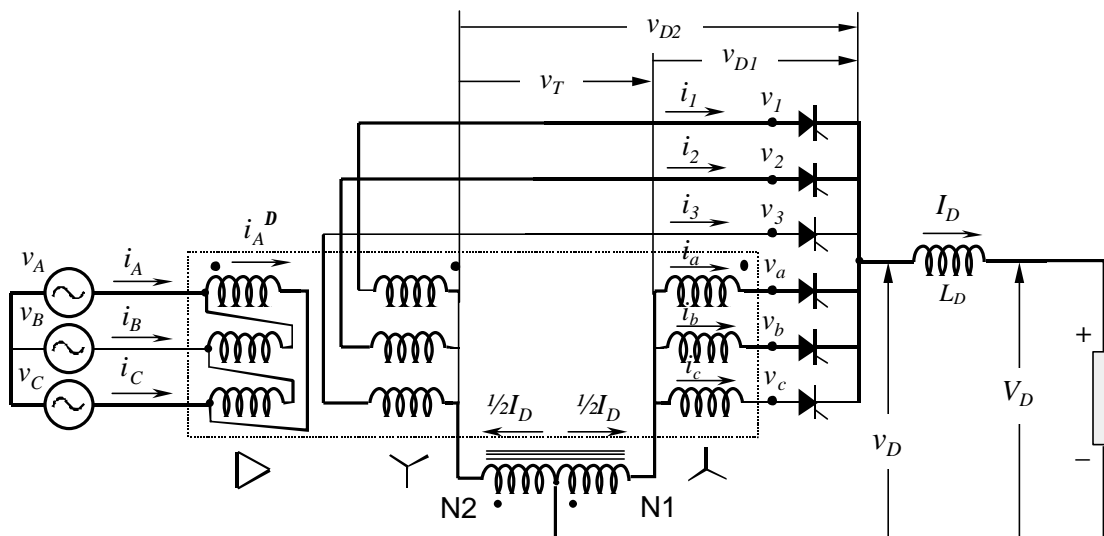 v_D2
v_D1
v_T
i_1
v_1
i_2
v_2
i_3
v_3
i_A^D
I_D
i_a
v_a
v_A
i_A
L_D
v_B
i_B
i_b
v_b
+
v_C
i_C
i_c
v_c
½I_D
½I_D
v_D
V_D
−
N2
N1